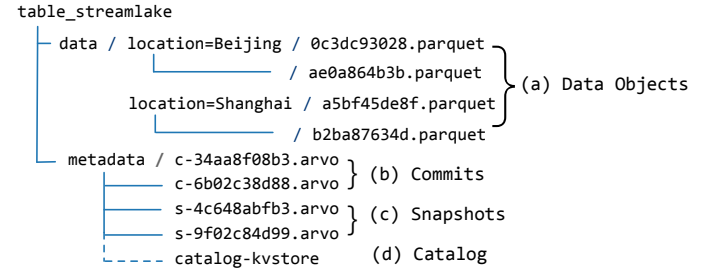 table_streamlake
data / location=Beijing / 0c3dc93028.parquet
/ ae0a864b3b.parquet
(a) Data Objects
location=Shanghai / a5bf45de8f.parquet
/ b2ba87634d.parquet
metadata / c-34aa8f08b3.arvo
c-6b02c38d88.arvo
(b) Commits
s-4c648abfb3.arvo
(c) Snapshots
s-9f02c84d99.arvo
catalog-kvstore
(d) Catalog